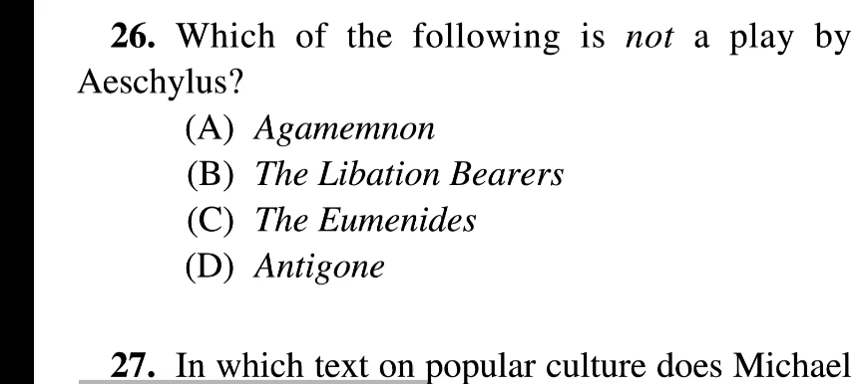 26. Which of the following is not a play by
Aeschylus?
(A) Agamemnon
(B) The Libation Bearers
(C) The Eumenides
(D) Antigone
27. In which text on popular culture does Michael